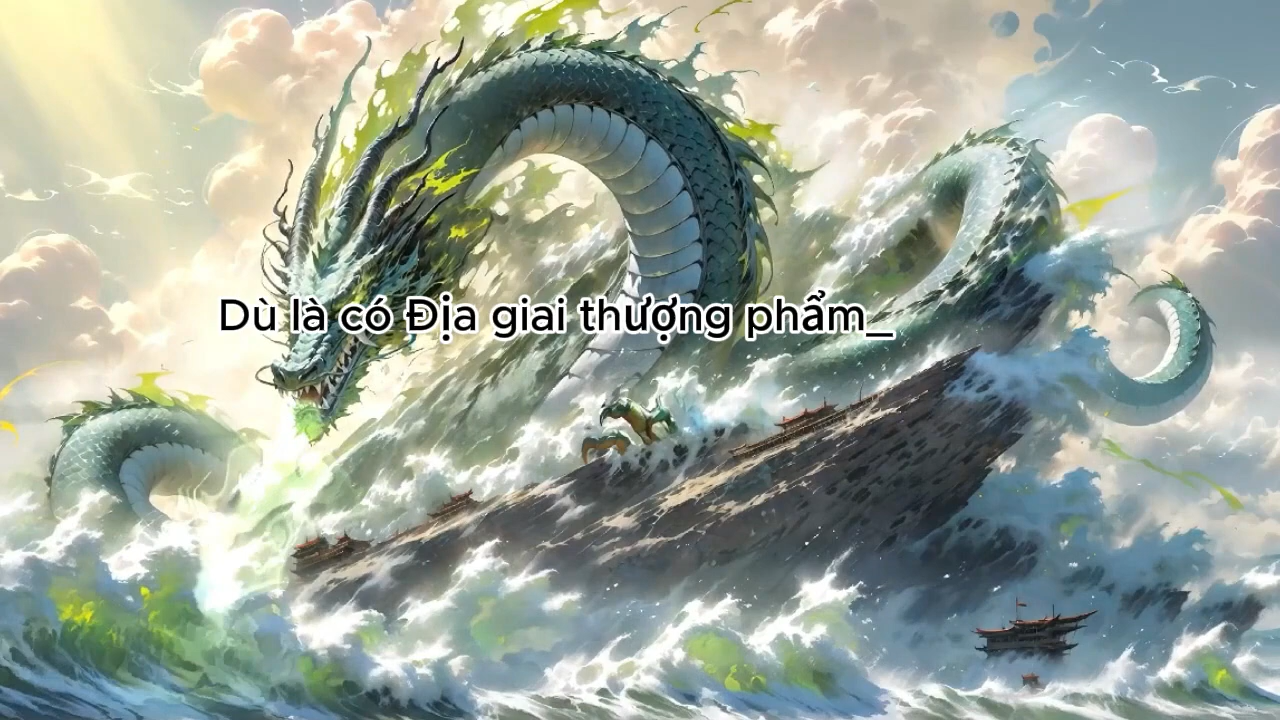 Dù là có Địa giai thượng phẩm_